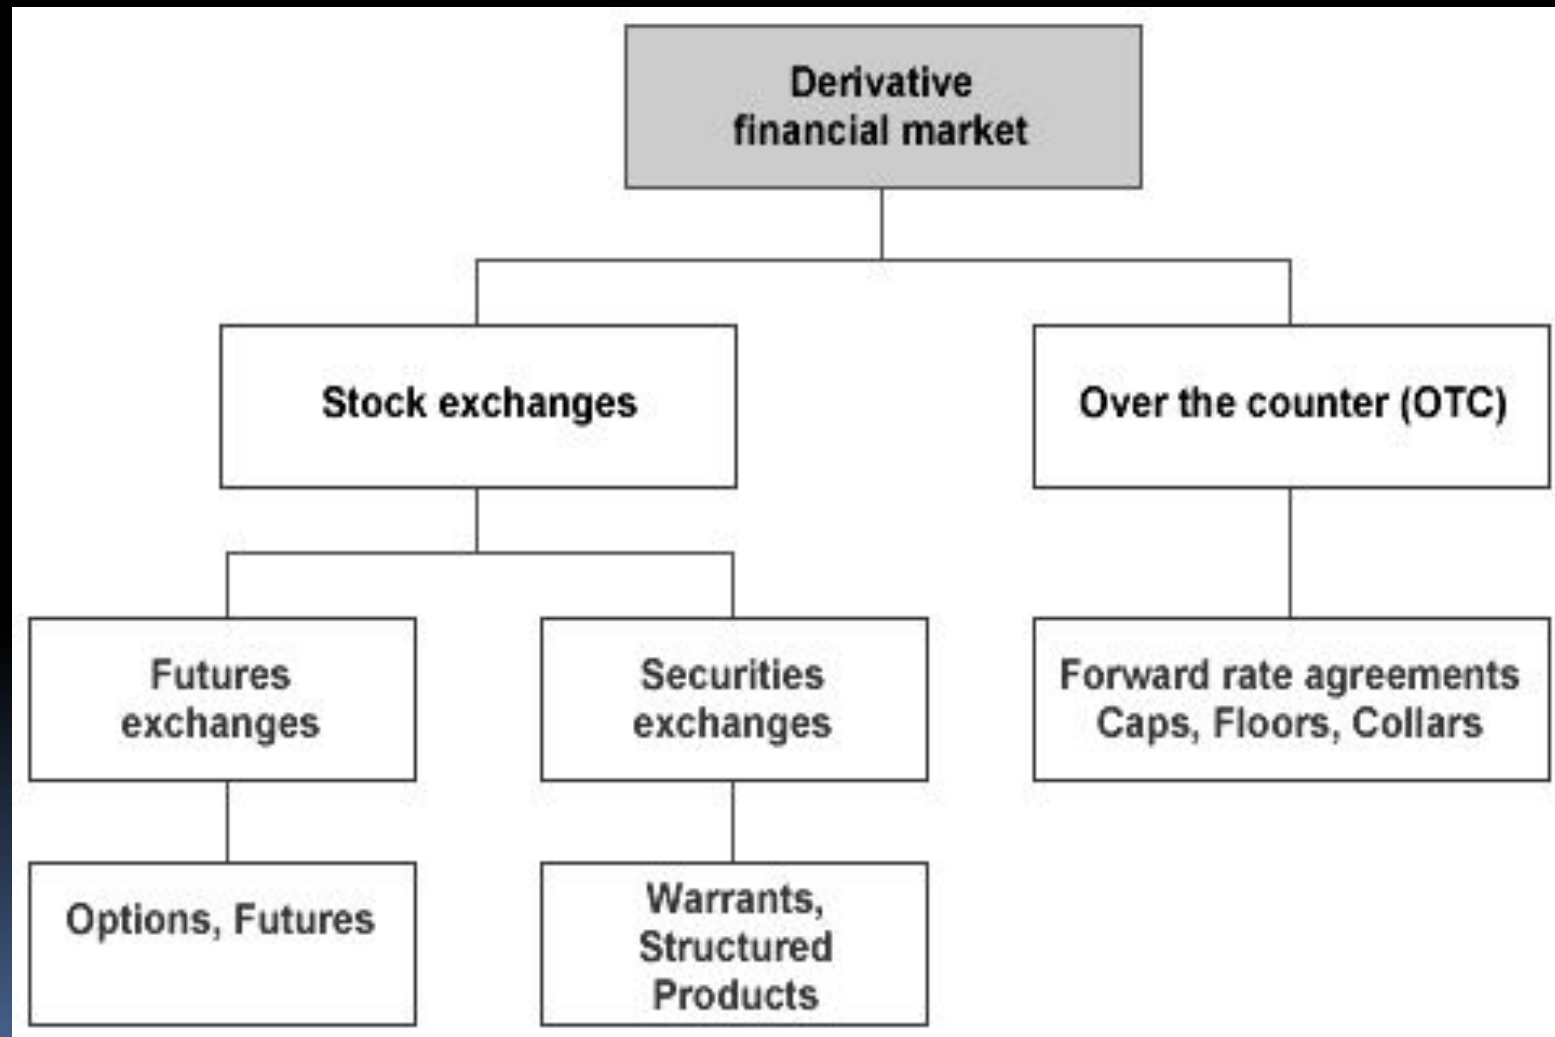 Derivative
financial market
Stock exchanges
Over the counter (OTC)
Futures
exchanges
Securities
exchanges
Forward rate agreements
Caps, Floors, Collars
Options, Futures
Warrants,
Structured
Products